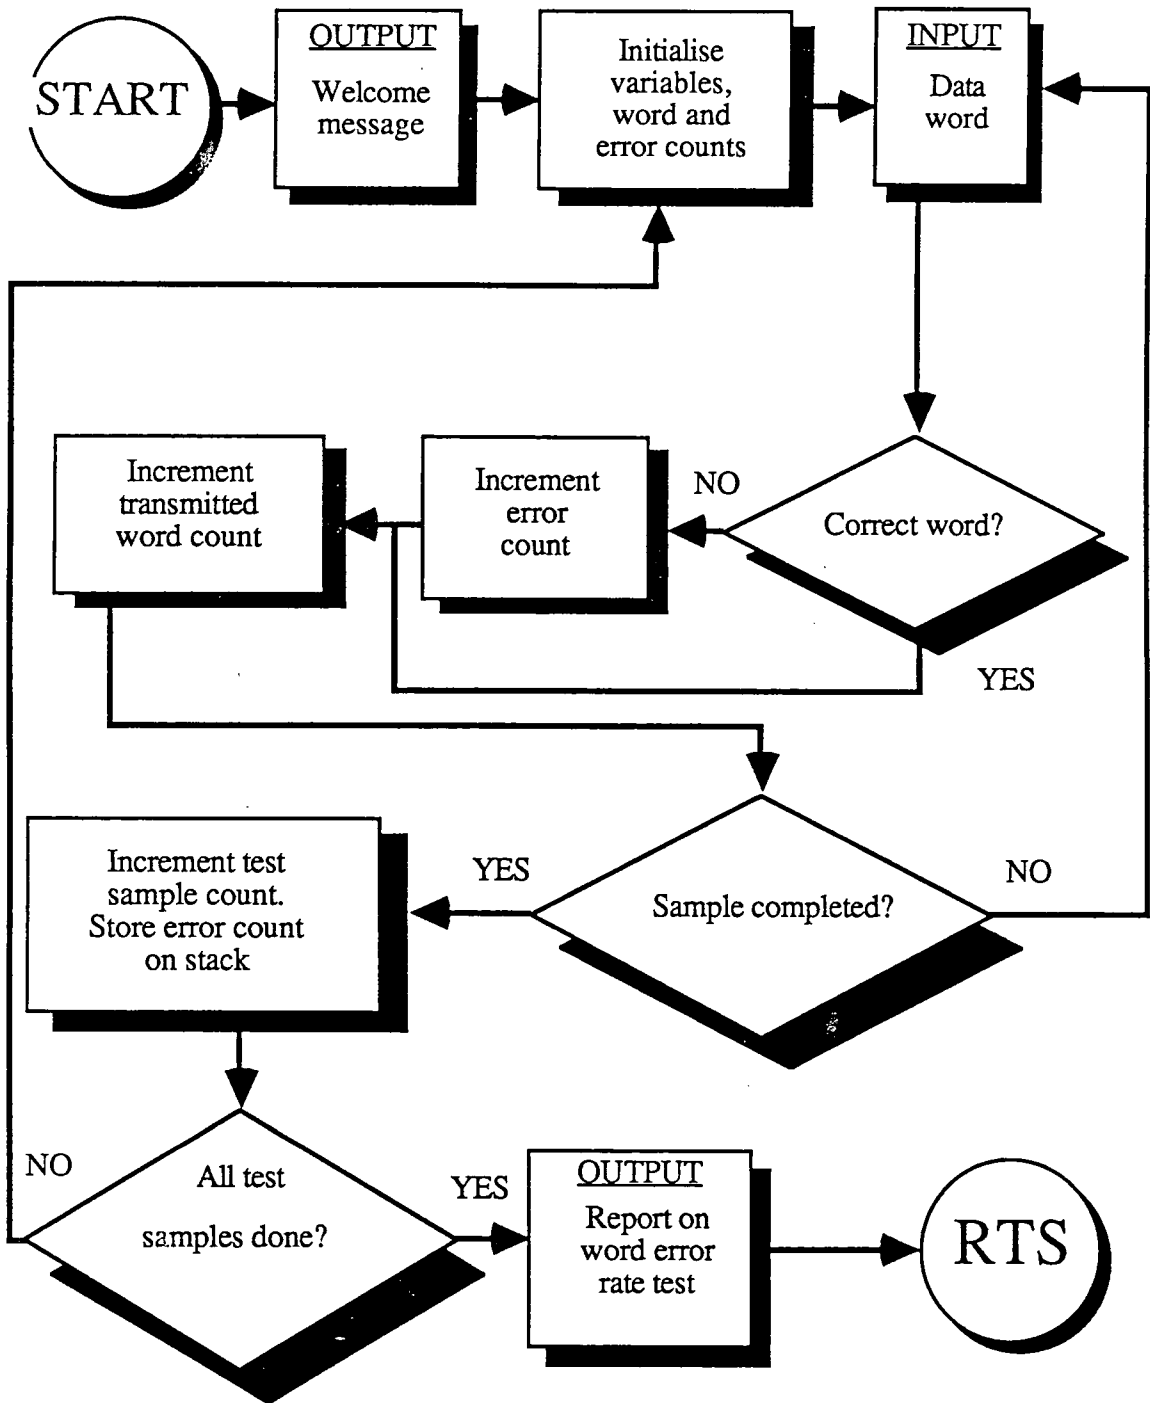 START
OUTPUT
Welcome
message
Initialise
variables,
word and
error counts
INPUT
Data
word
Correct word?
NO
YES
Increment
error
count
Increment
transmitted
word count
Sample completed?
NO
YES
Increment test
sample count.
Store error count
on stack
All test
samples done?
NO
YES
OUTPUT
Report on
word error
rate test
RTS